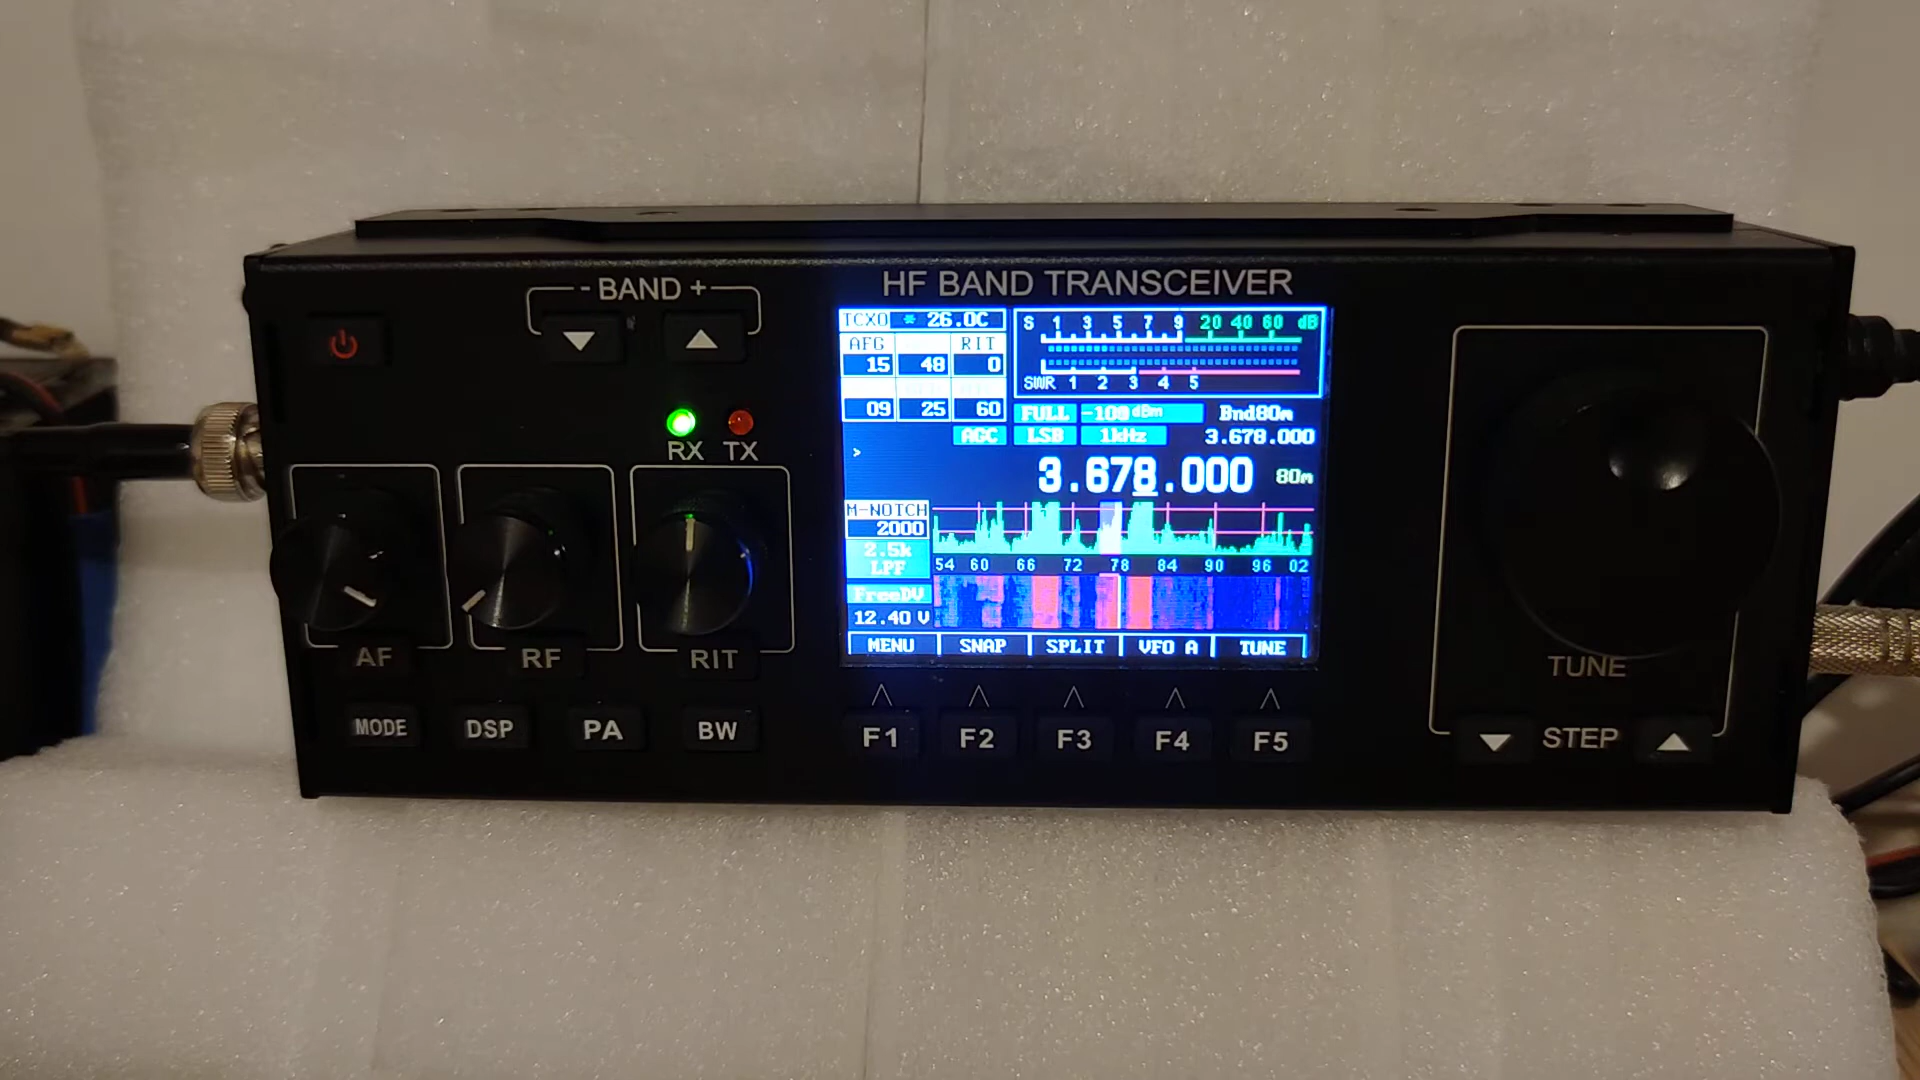 HF BAND TRANSCEIVER
- BAND +
RX TX
AF
RF
RIT
MODE
DSP
PA
BW
TCXO * 26.0C
AFG RIT
15 48 0
09 25 60
S 1 3 5 7 9 20 40 60 dB
SWR 1 2 3 4 5
FULL -109dBm Bnd80m
AGC LSB 1kHz 3.678.000
>
3.678.000 80m
M-NOTCH
2000
2.5k
LPF
54 60 66 72 78 84 90 96 02
FreeDV
12.40 V
MENU SNAP SPLIT VFO A TUNE
F1 F2 F3 F4 F5
TUNE
STEP